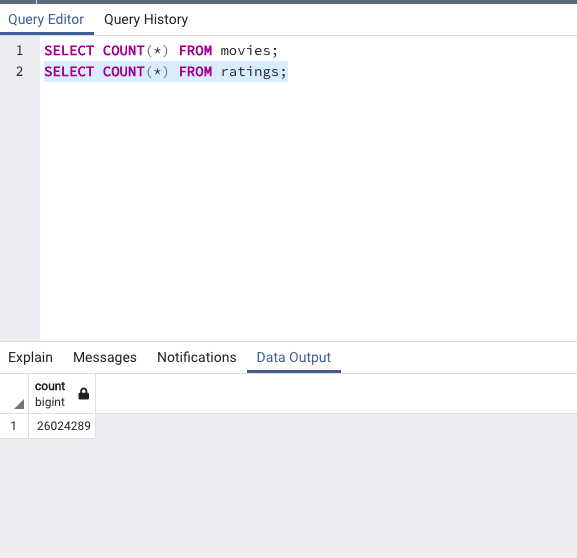 Query Editor Query History
1 SELECT COUNT(*) FROM movies;
2 SELECT COUNT(*) FROM ratings;
Explain Messages Notifications Data Output
count
bigint
1 26024289